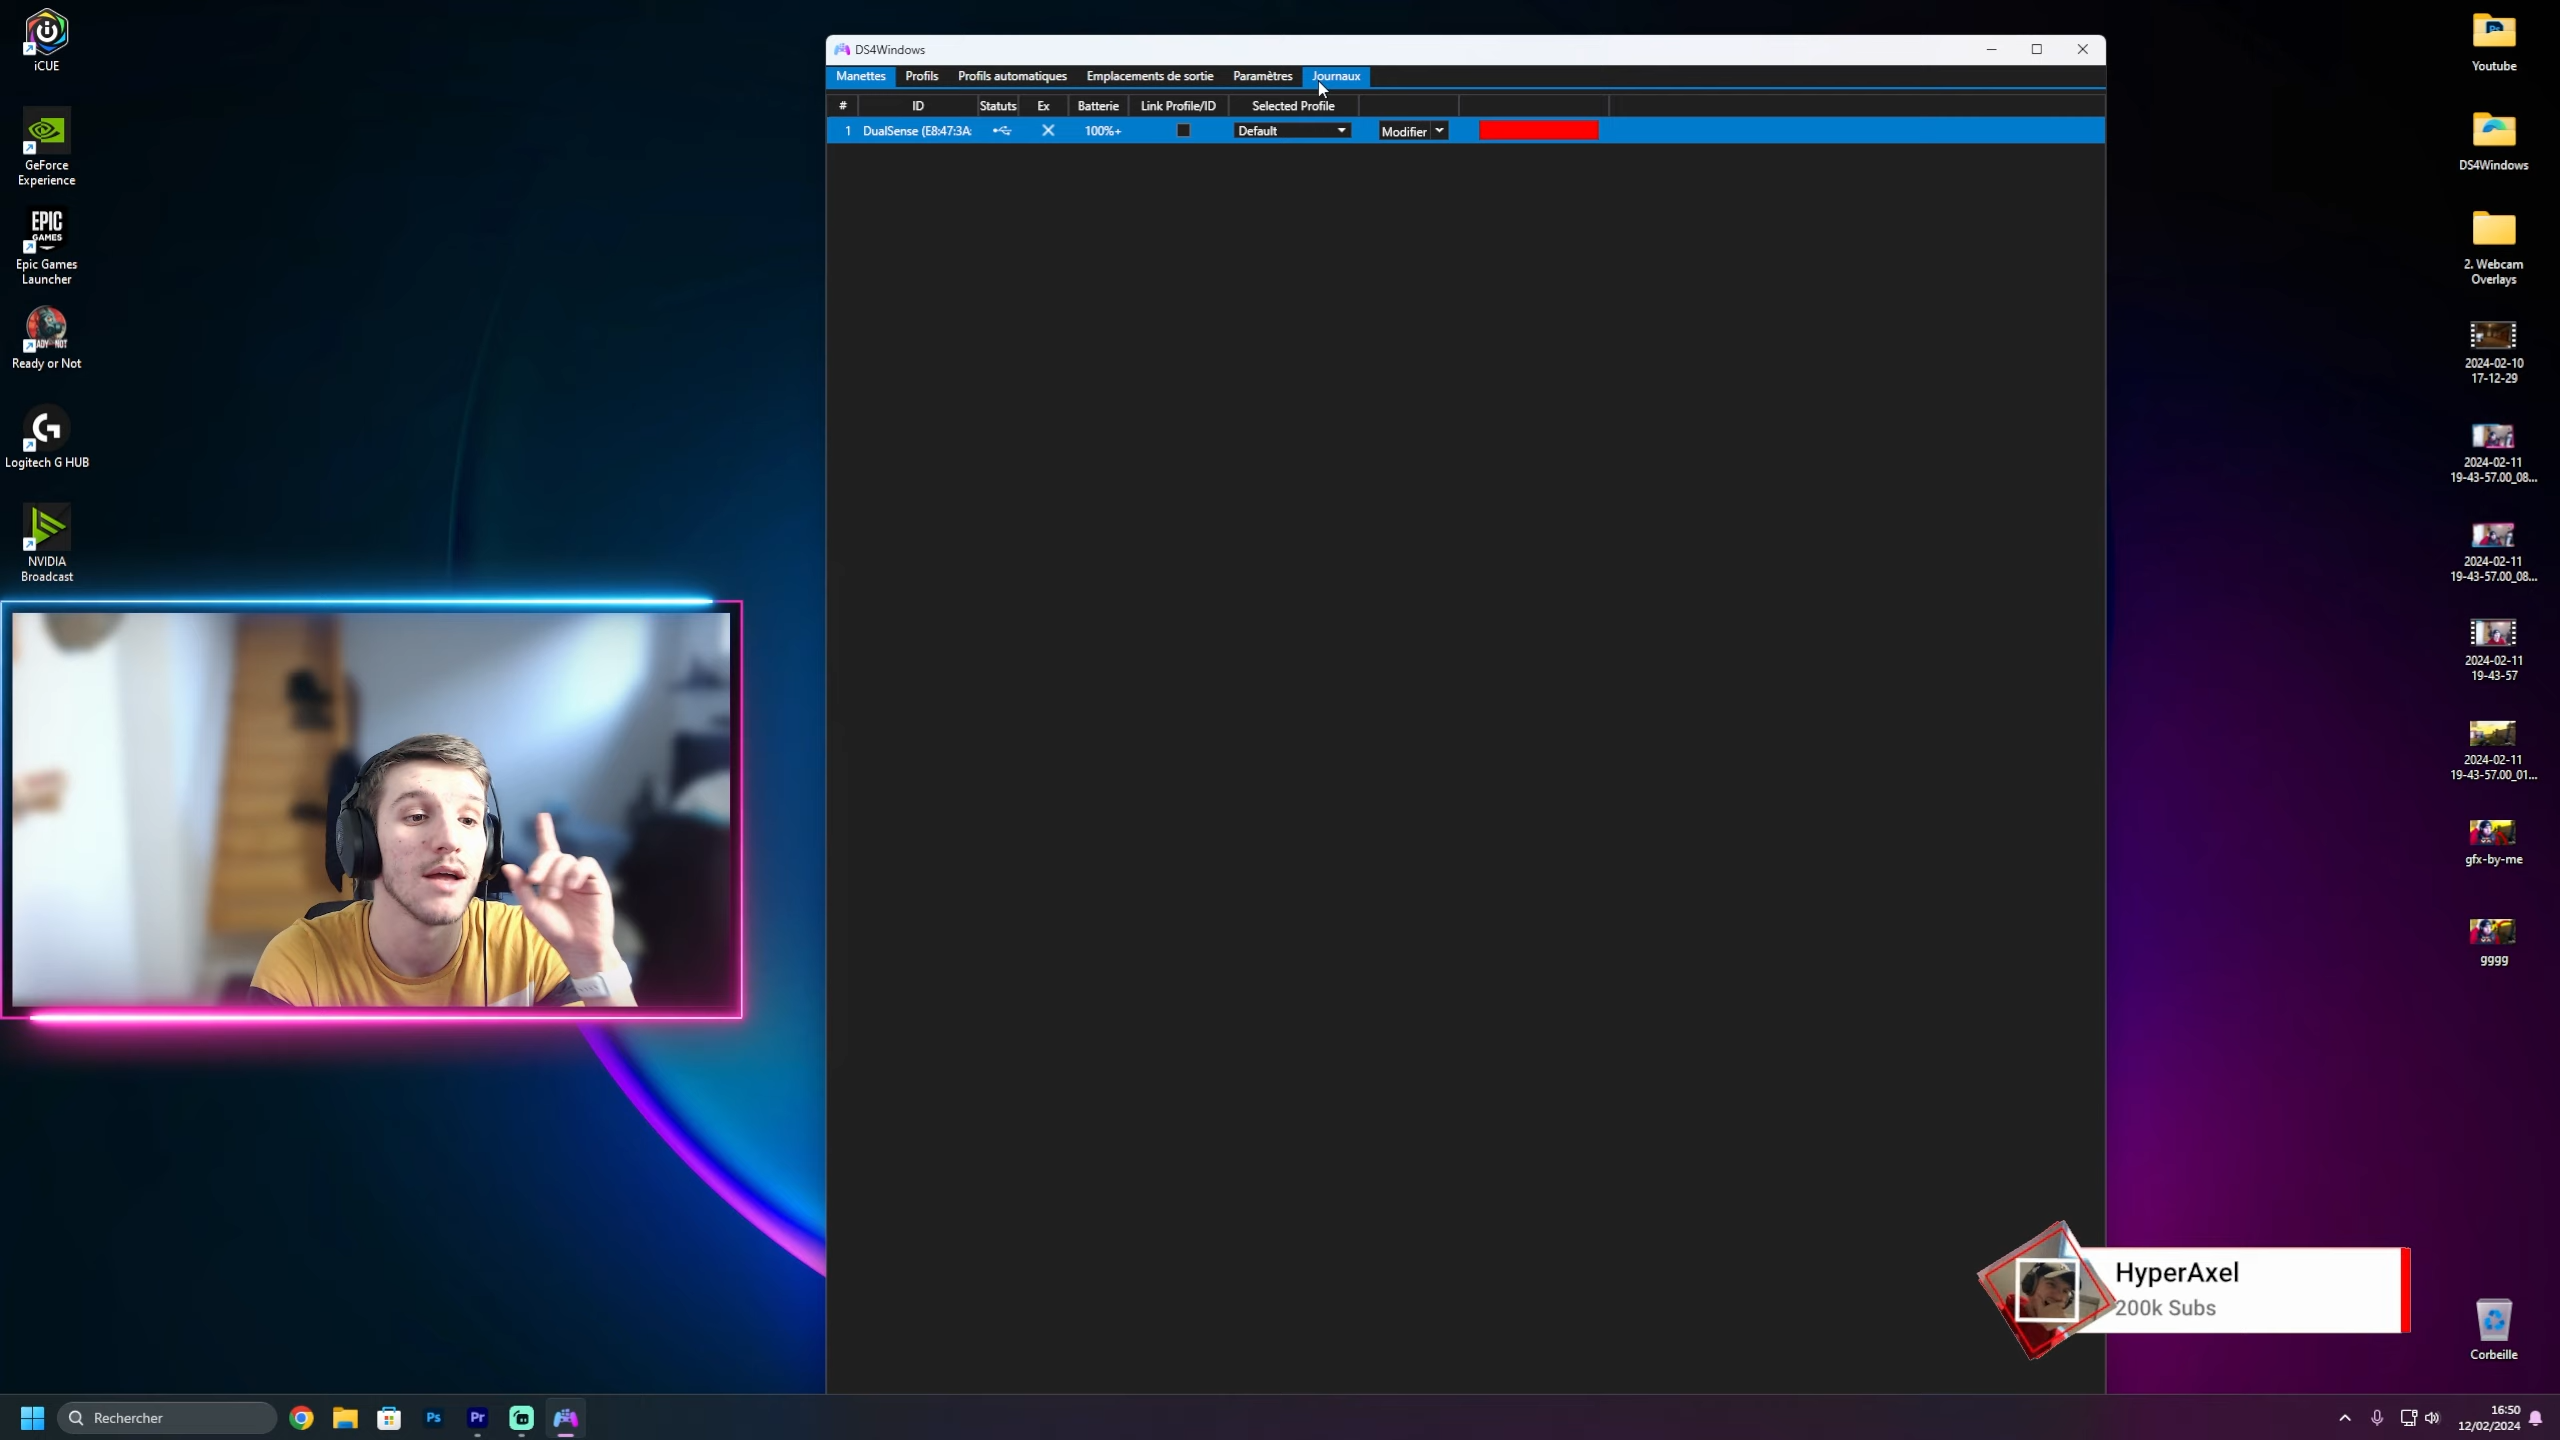 iCUE
GeForce
Experience
EPIC
GAMES
Epic Games
Launcher
Ready or Not
Logitech G HUB
NVIDIA
Broadcast
DS4Windows
Manettes Profils Profils automatiques Emplacements de sortie Paramètres Journaux
# ID Statuts Ex Batterie Link Profile/ID Selected Profile
1 DualSense (E8:47:3A: 100%+ Default Modifier
Youtube
DS4Windows
2. Webcam
Overlays
2024-02-10
17-12-29
2024-02-11
19-43-57.00_08...
2024-02-11
19-43-57.00_08...
2024-02-11
19-43-57
2024-02-11
19-43-57.00_01...
gfx-by-me
gggg
HyperAxel
200k Subs
Corbeille
Rechercher
Ps
Pr
16:50
12/02/2024